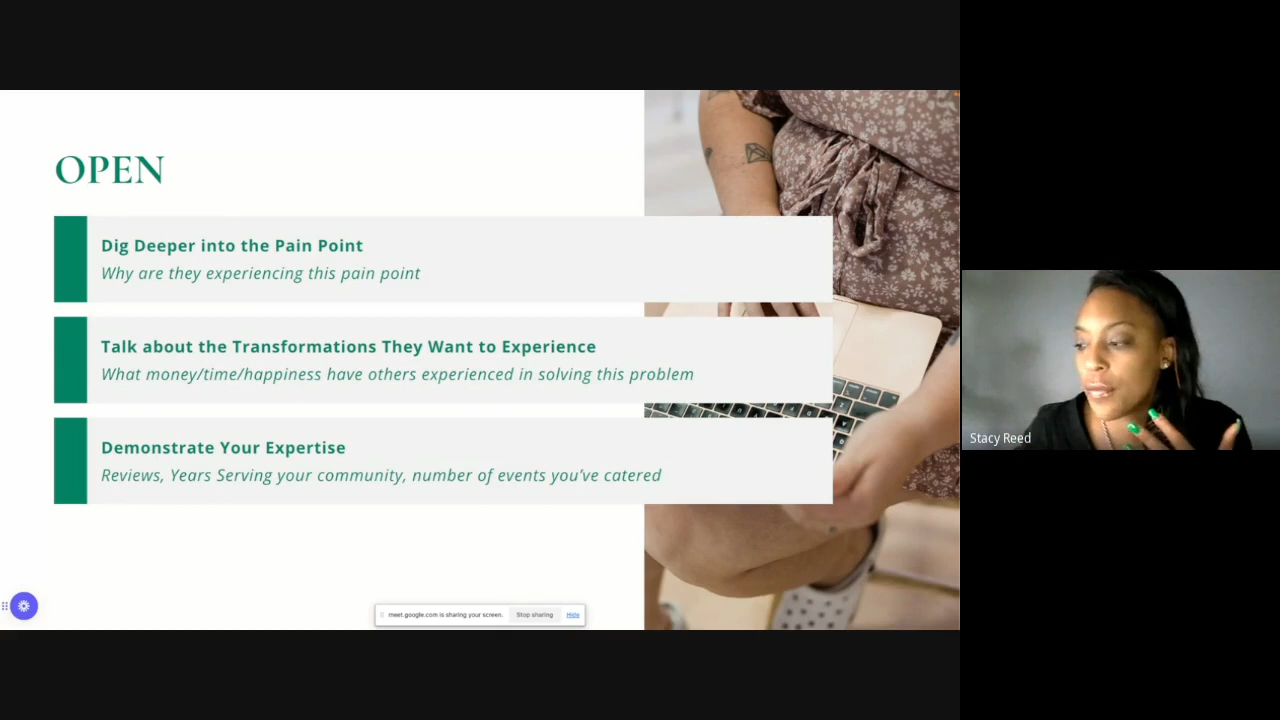 OPEN
Dig Deeper into the Pain Point
Why are they experiencing this pain point
Talk about the Transformations They Want to Experience
What money/time/happiness have others experienced in solving this problem
Demonstrate Your Expertise
Reviews, Years Serving your community, number of events you've catered
meet.google.com is sharing your screen.
Stop sharing
Hide
Stacy Reed